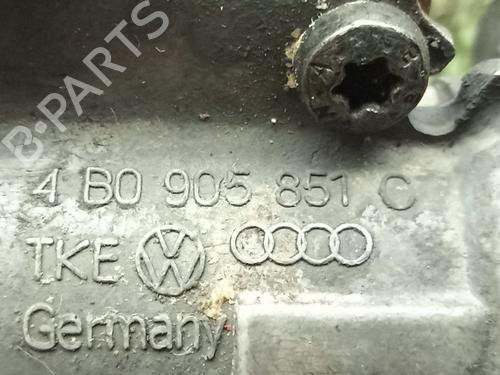 B-PARTS
4 B0 905 851 C
TKE
Germany